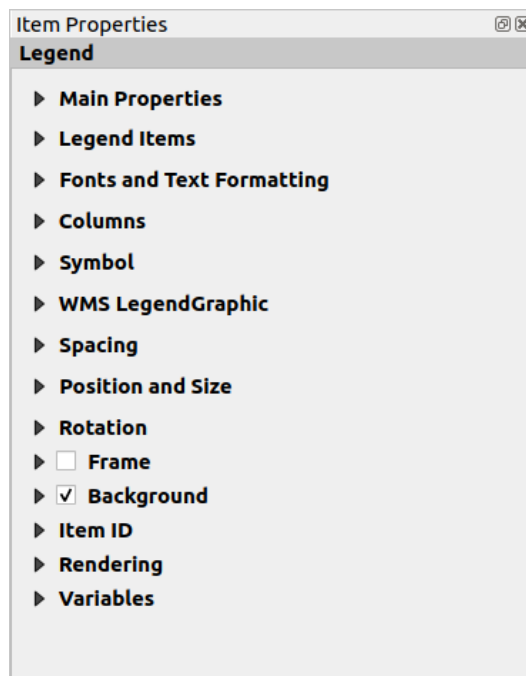 Item Properties
Legend
Main Properties
Legend Items
Fonts and Text Formatting
Columns
Symbol
WMS LegendGraphic
Spacing
Position and Size
Rotation
Frame
Background
Item ID
Rendering
Variables